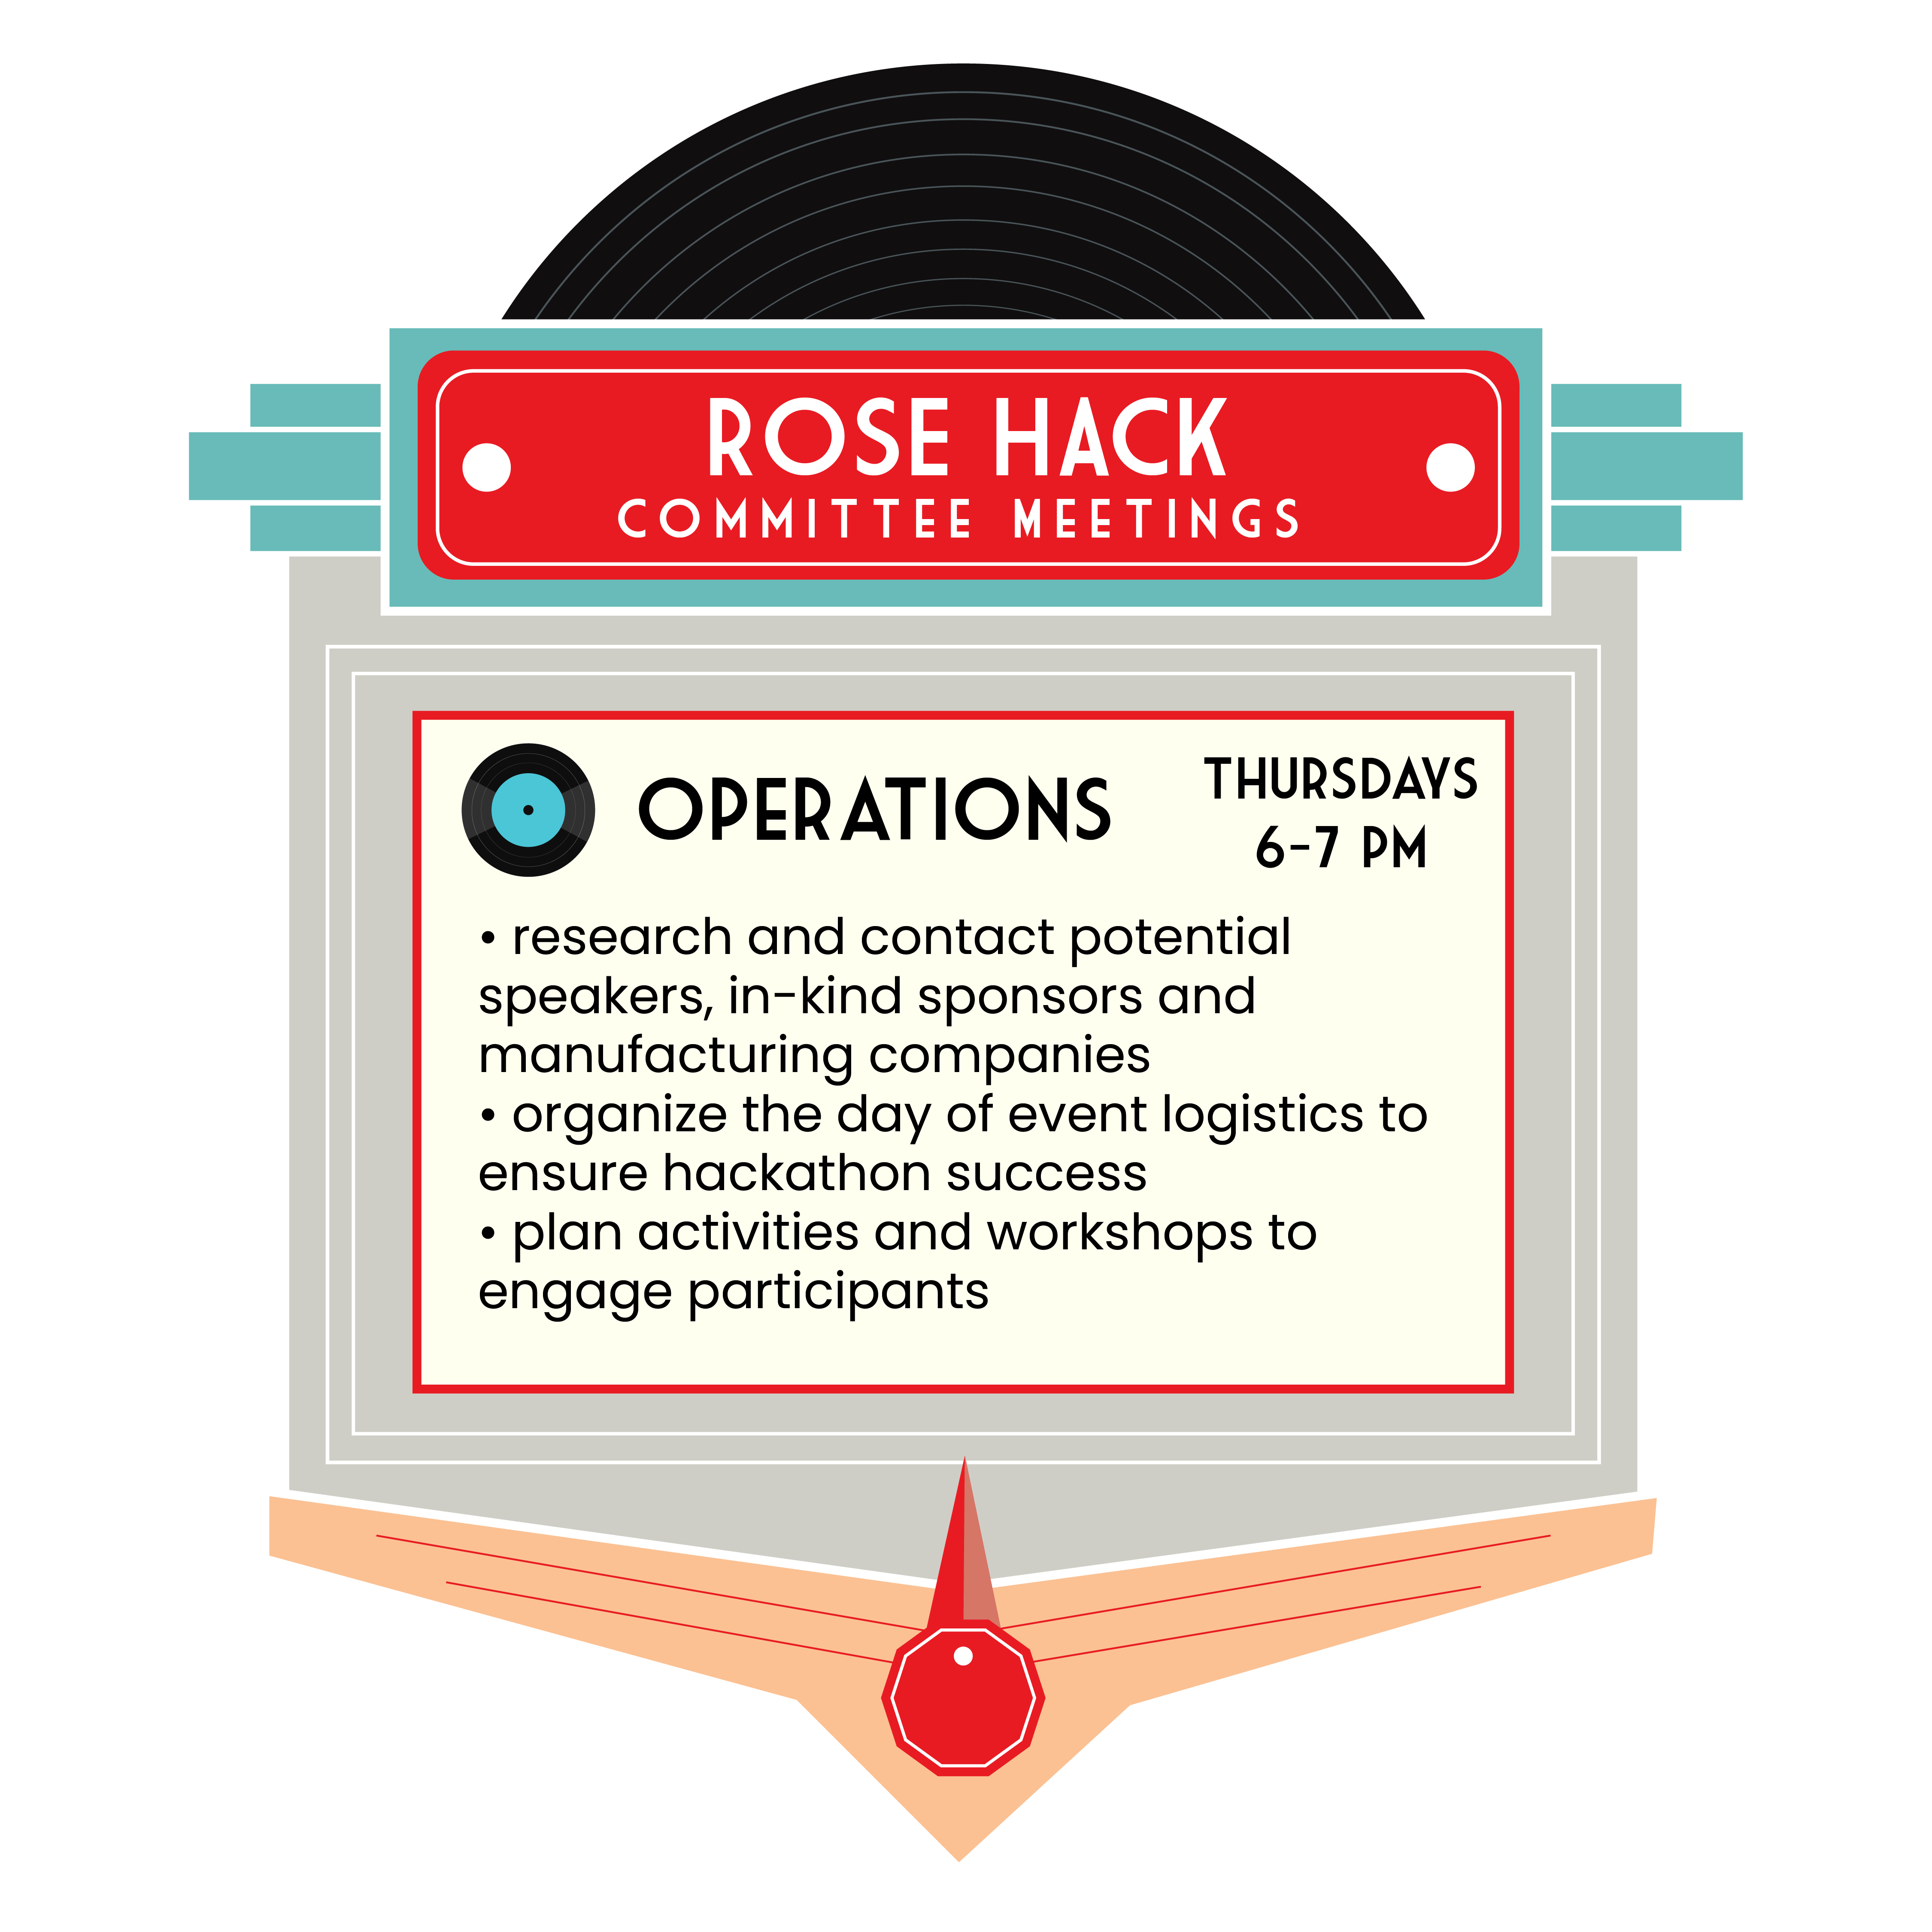 ROSE HACK
COMMITTEE MEETINGS
OPERATIONS
THURSDAYS
6-7 PM
• research and contact potential
speakers, in-kind sponsors and
manufacturing companies
• organize the day of event logistics to
ensure hackathon success
• plan activities and workshops to
engage participants